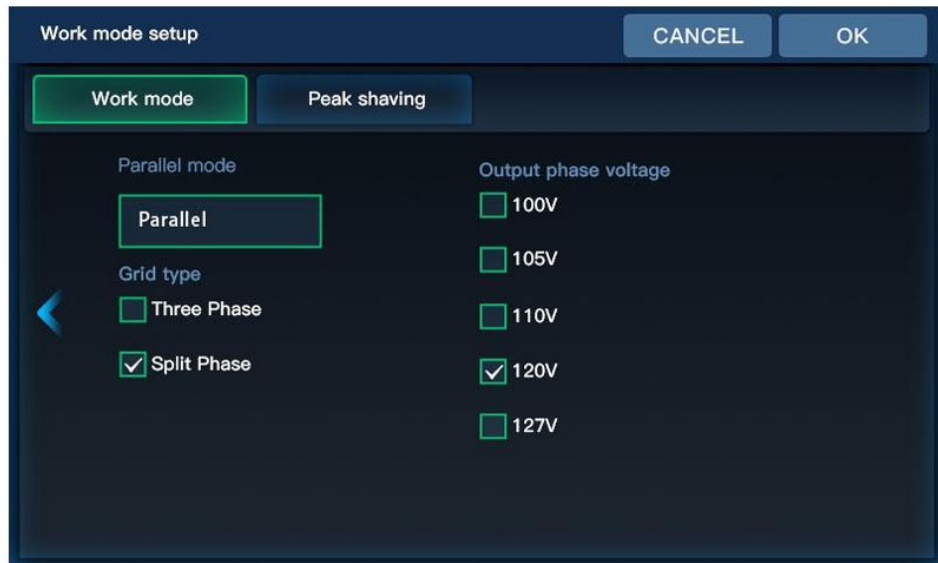 Work mode setup
CANCEL
OK
Work mode
Peak shaving
Parallel mode
Parallel
Grid type
Three Phase
Split Phase
Output phase voltage
100V
105V
110V
120V
127V